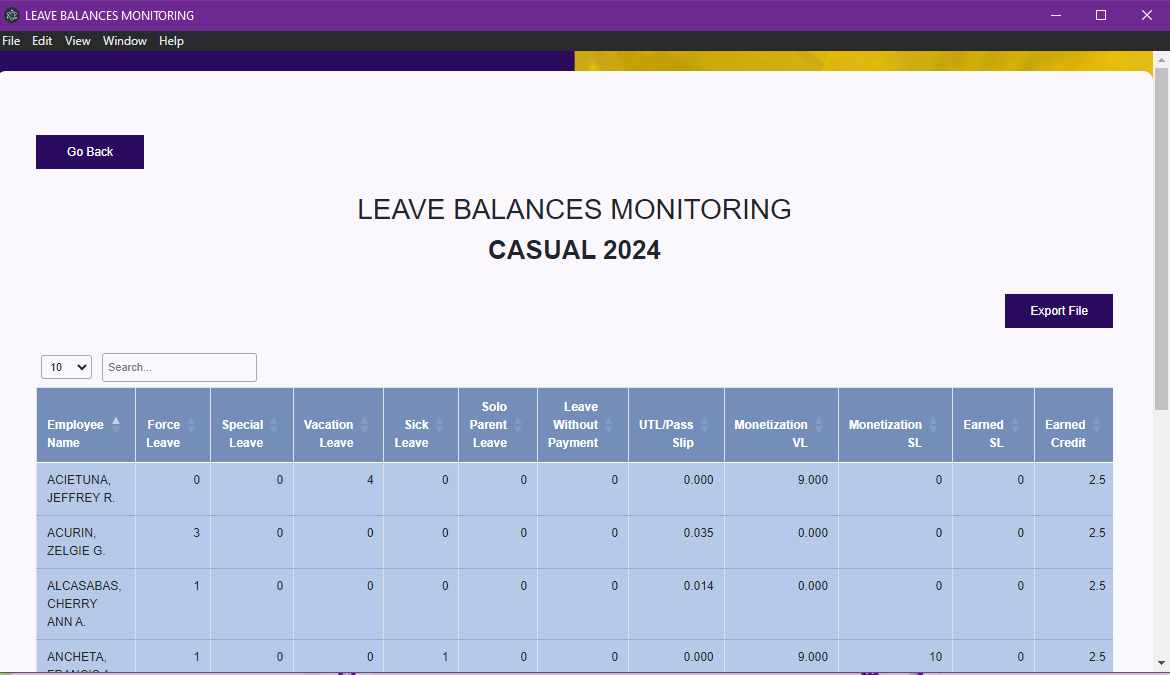 LEAVE BALANCES MONITORING
File Edit View Window Help
Go Back
LEAVE BALANCES MONITORING
CASUAL 2024
Export File
10 Search...
Employee Name Force Leave Special Leave Vacation Leave Sick Leave Solo Parent Leave Leave Without Payment UTL/Pass Slip Monetization VL Monetization SL Earned SL Earned Credit
ACIETUNA, JEFFREY R. 0 0 4 0 0 0 0.000 9.000 0 0 2.5
ACURIN, ZELGIE G. 3 0 0 0 0 0 0.035 0.000 0 0 2.5
ALCASABAS, CHERRY ANN A. 1 0 0 0 0 0 0.014 0.000 0 0 2.5
ANCHETA, 1 0 0 1 0 0 0.000 9.000 10 0 2.5